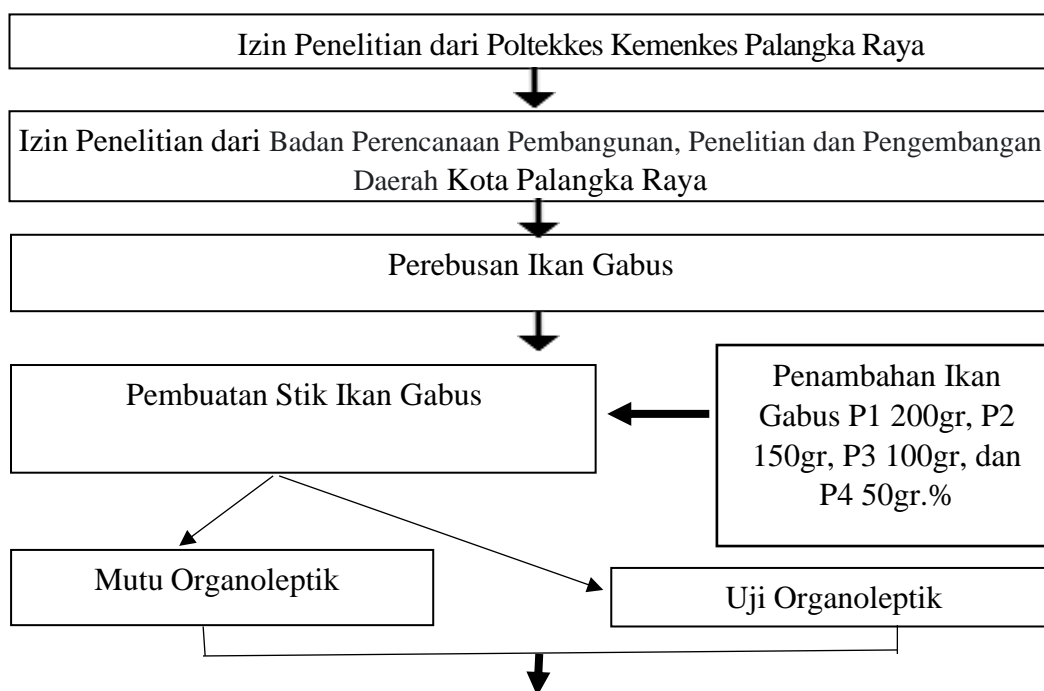 Izin Penelitian dari Poltekkes Kemenkes Palangka Raya
Izin Penelitian dari Badan Perencanaan Pembangunan, Penelitian dan Pengembangan
Daerah Kota Palangka Raya
Perebusan Ikan Gabus
Pembuatan Stik Ikan Gabus
Penambahan Ikan
Gabus P1 200gr, P2
150gr, P3 100gr, dan
P4 50gr.%
Mutu Organoleptik
Uji Organoleptik